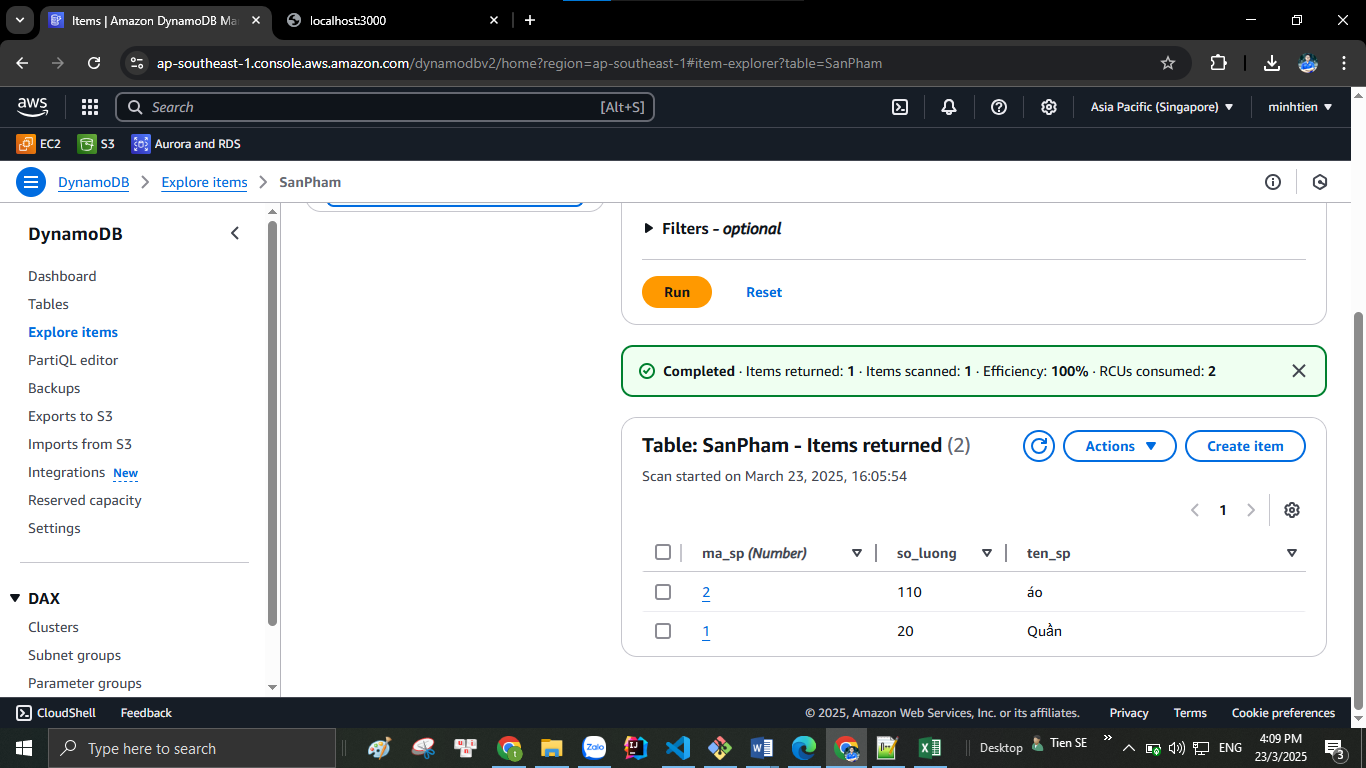 Items | Amazon DynamoDB Ma
localhost:3000
ap-southeast-1.console.aws.amazon.com/dynamodbv2/home?region=ap-southeast-1#item-explorer?table=SanPham
aws
Search
[Alt+S]
Asia Pacific (Singapore)
minhtien
EC2
S3
Aurora and RDS
DynamoDB
Explore items
SanPham
DynamoDB
Dashboard
Tables
Explore items
PartiQL editor
Backups
Exports to S3
Imports from S3
Integrations New
Reserved capacity
Settings
DAX
Clusters
Subnet groups
Parameter groups
Filters - optional
Run
Reset
Completed · Items returned: 1 · Items scanned: 1 · Efficiency: 100% · RCUs consumed: 2
Table: SanPham - Items returned (2)
Actions
Create item
Scan started on March 23, 2025, 16:05:54
1
ma_sp (Number)
so_luong
ten_sp
2
110
áo
1
20
Quần
CloudShell
Feedback
© 2025, Amazon Web Services, Inc. or its affiliates.
Privacy
Terms
Cookie preferences
Type here to search
Zalo
Desktop
Tien SE
ENG
4:09 PM
23/3/2025
3